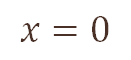 x = 0